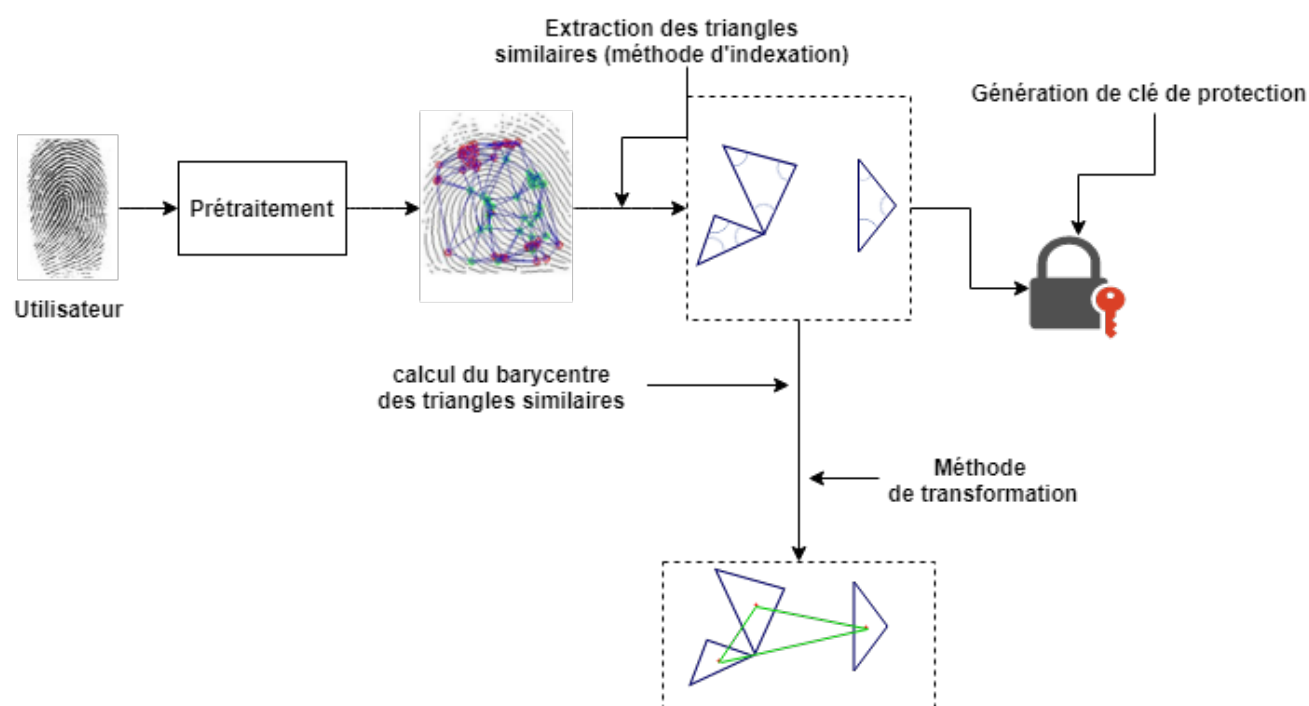 Extraction des triangles
similaires (méthode d'indexation)
Génération de clé de protection
Prétraitement
Utilisateur
calcul du barycentre
des triangles similaires
Méthode
de transformation